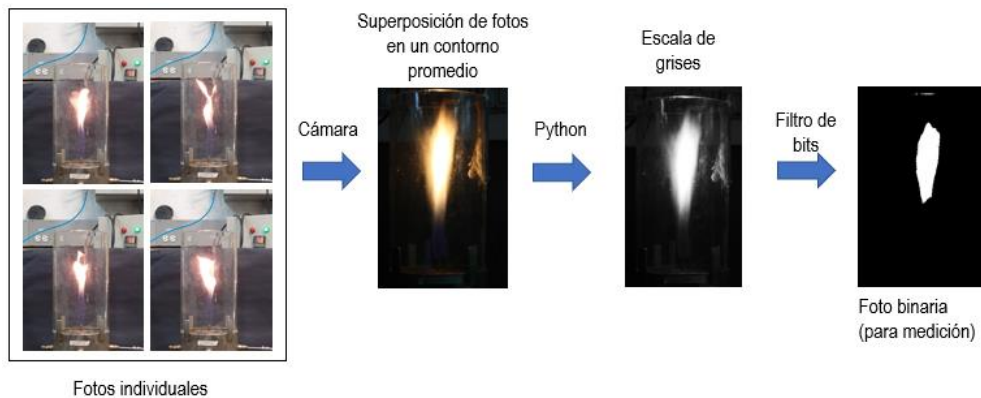 Superposición de fotos
en un contorno
promedio
Escala de
grises
Cámara
Python
Filtro de
bits
Foto binaria
(para medición)
Fotos individuales